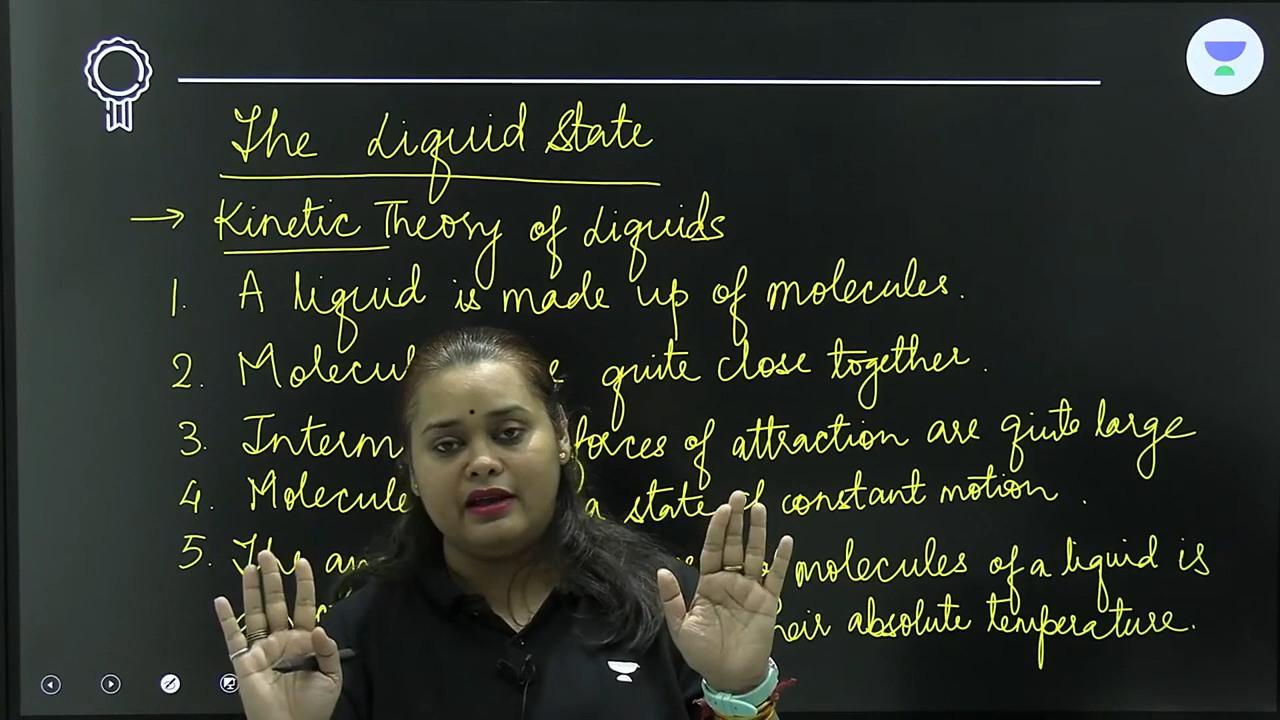 The Liquid State
→ Kinetic Theory of Liquids
1. A liquid is made up of molecules.
2. Molecul quite close together.
3. Interm forces of attraction are quite large
4. Molecule a state constant motion.
5. The molecules of a liquid is
absolute temperature.